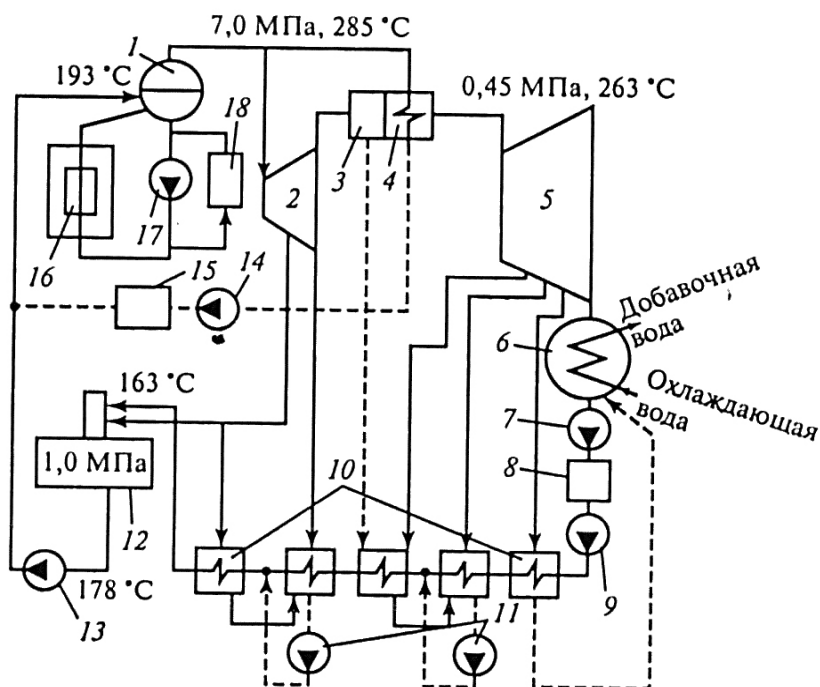 7,0 МПа, 285 °C
1
193 °C
0,45 МПа, 263 °C
18
3
4
2
5
16
17
15
14
Добавочная
вода
6
Охлаждающая
вода
163 °C
7
1,0 МПа
10
8
12
178 °C
13
11
9